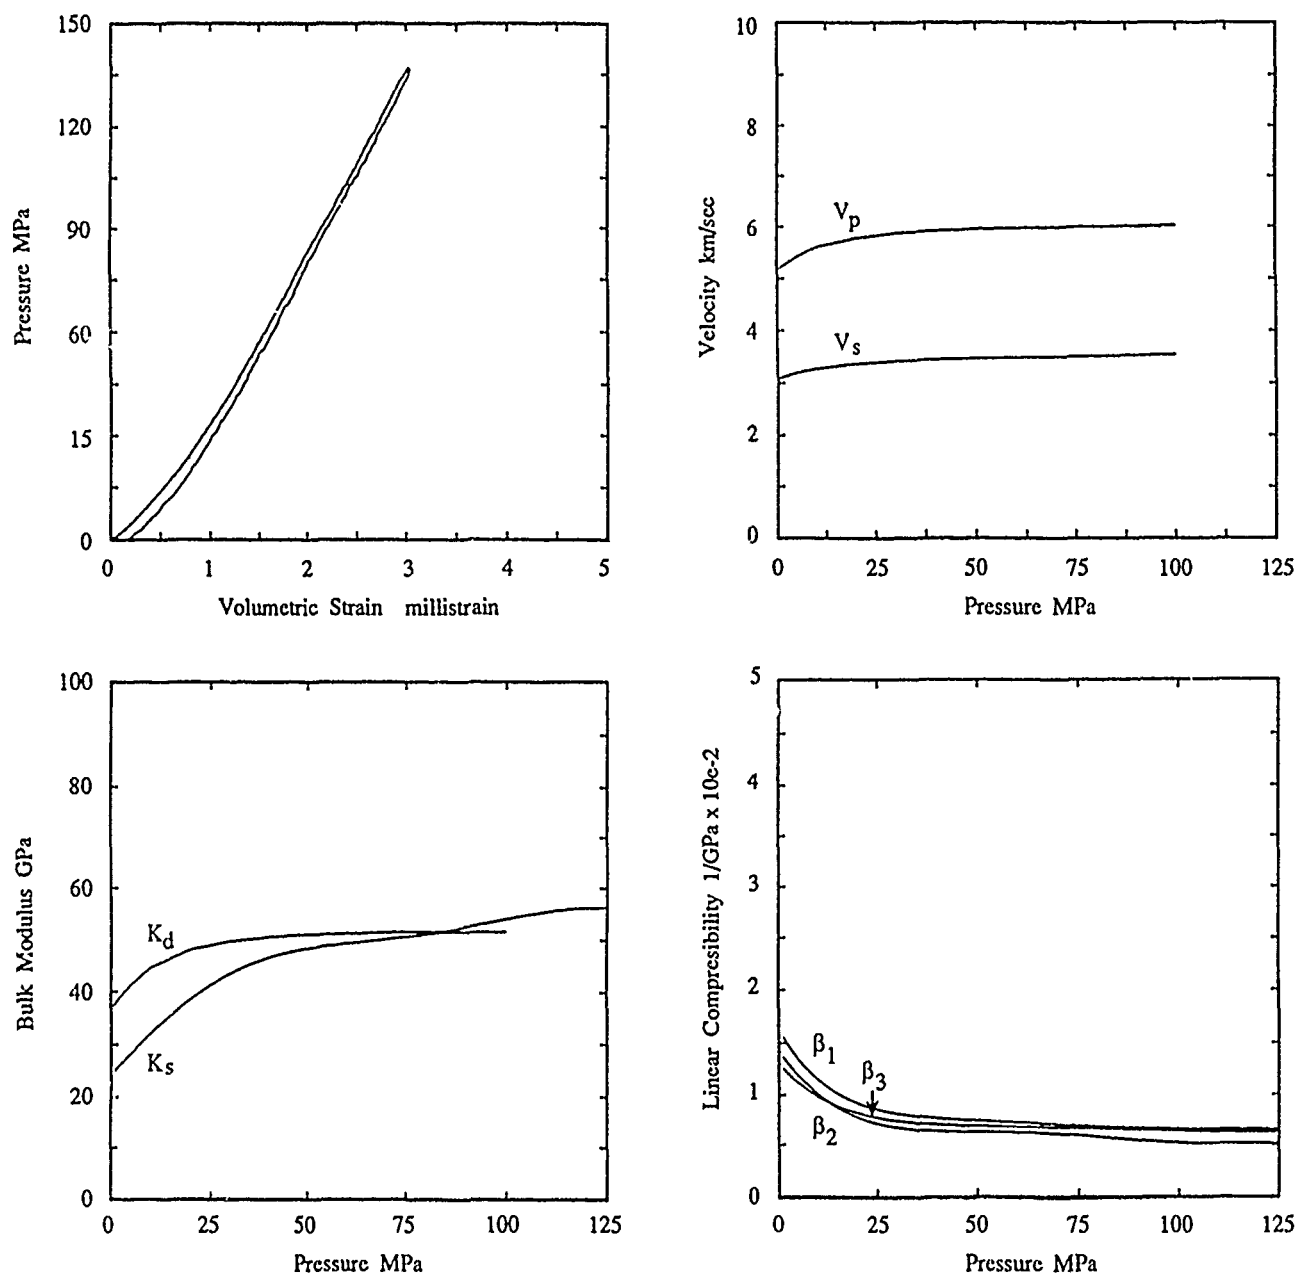 150
120
90
60
15
0
Pressure MPa
0 1 2 3 4 5
Volumetric Strain millistrain
10
8
6
4
2
0
Velocity km/sec
Vp
Vs
0 25 50 75 100 125
Pressure MPa
100
80
60
40
20
0
Bulk Modulus GPa
Kd
Ks
0 25 50 75 100 125
Pressure MPa
5
4
3
2
1
0
Linear Compresibility 1/GPa x 10e-2
β1
β3
β2
0 25 50 75 100 125
Pressure MPa